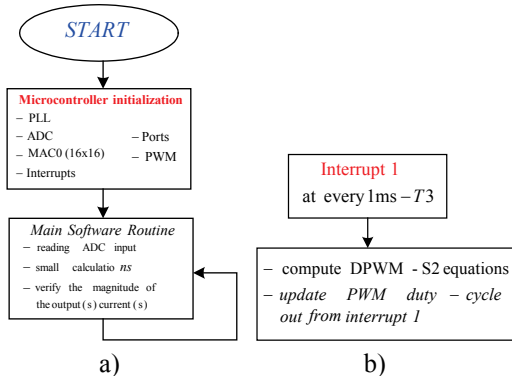 START
Microcontroller initialization
– PLL
– ADC
– MAC0 (16x16)
– Interrupts
– Ports
– PWM
Main Software Routine
– reading ADC input
– small calculatio ns
– verify the magnitude of
the output (s) current (s)
a)
Interrupt 1
at every 1ms – T3
– compute DPWM - S2 equations
– update PWM duty – cycle
out from interrupt 1
b)